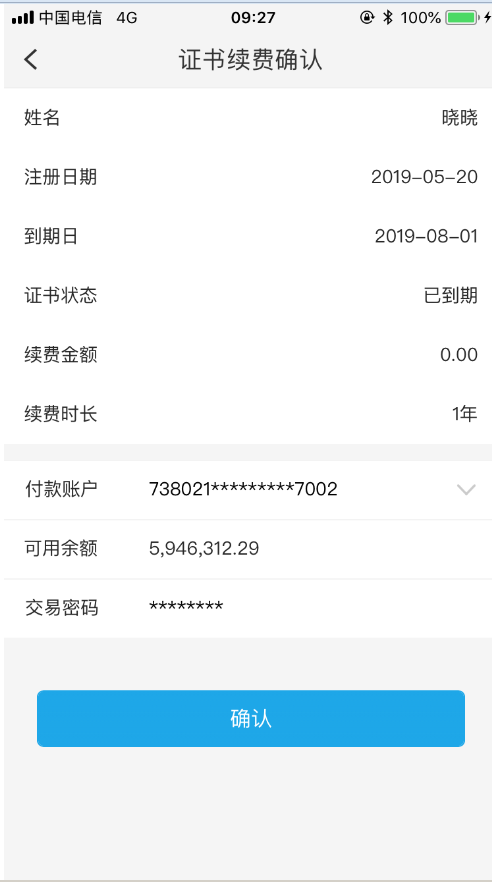 中国电信 4G 09:27 100%
证书续费确认
姓名 晓晓
注册日期 2019-05-20
到期日 2019-08-01
证书状态 已到期
续费金额 0.00
续费时长 1年
付款账户 738021*********7002
可用余额 5,946,312.29
交易密码 ********
确认